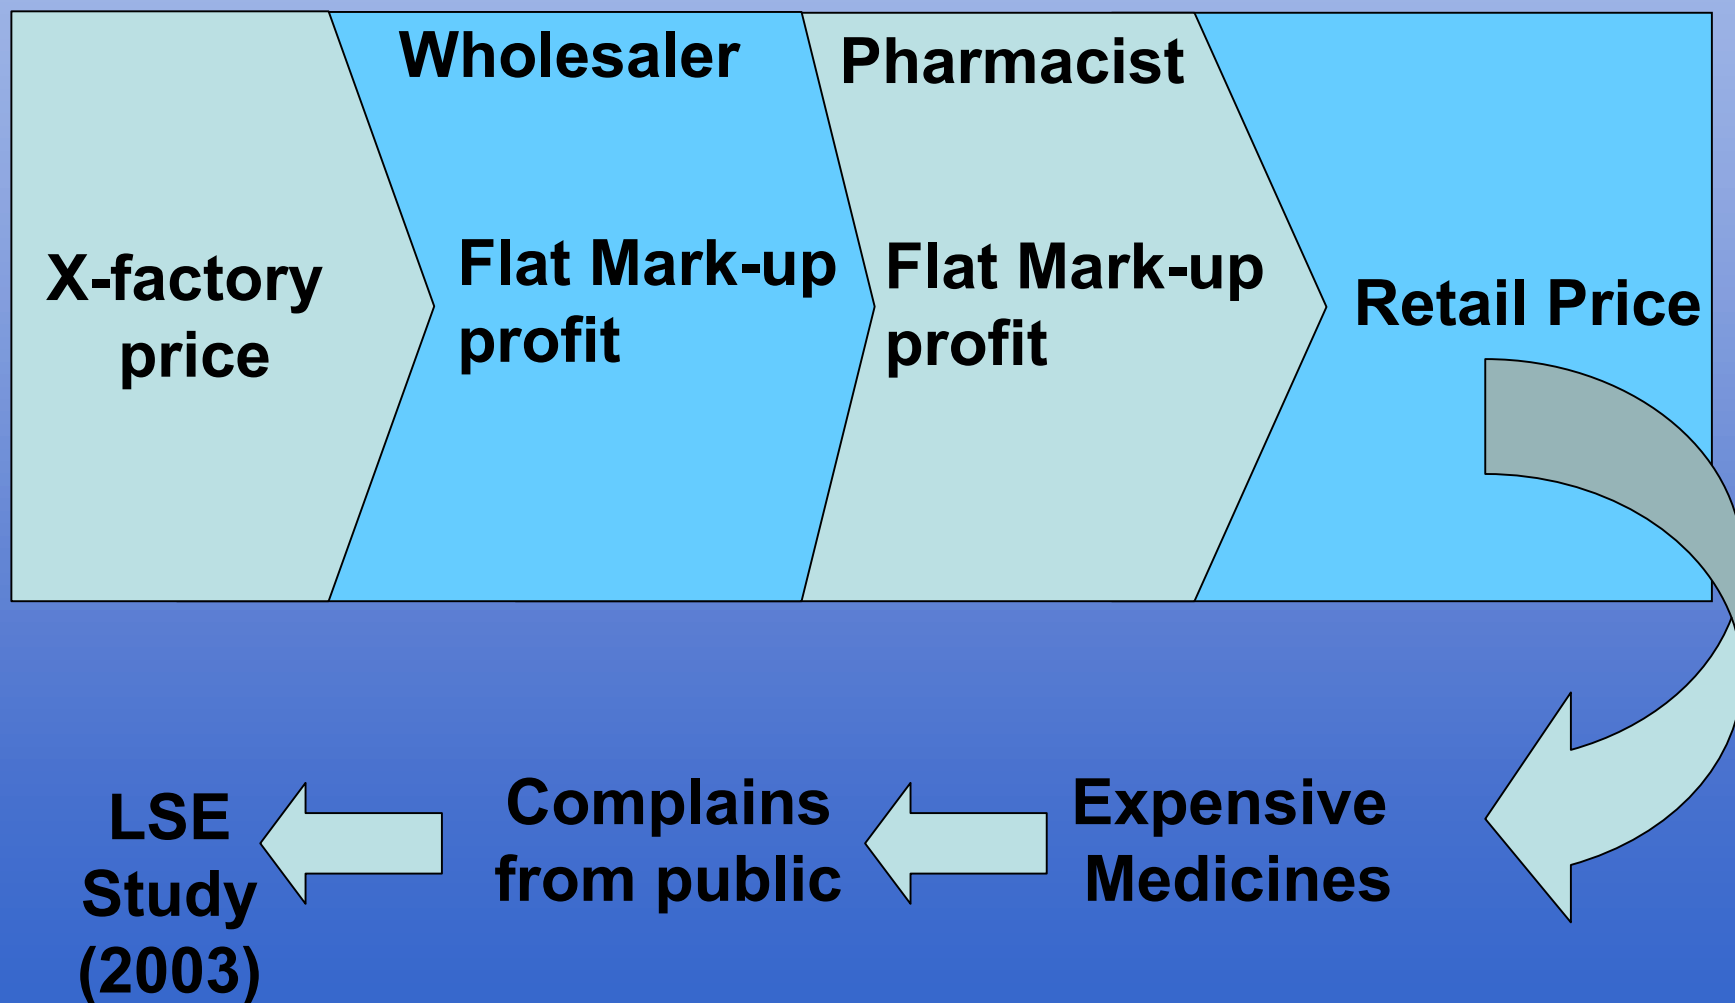 Wholesaler
Pharmacist
X-factory
price
Flat Mark-up
profit
Flat Mark-up
profit
Retail Price
Expensive
Medicines
Complains
from public
LSE
Study
(2003)